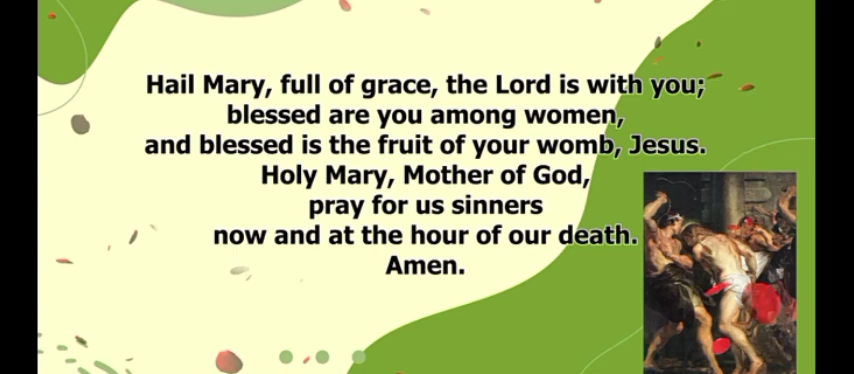 Hail Mary, full of grace, the Lord is with you;
blessed are you among women,
and blessed is the fruit of your womb, Jesus.
Holy Mary, Mother of God,
pray for us sinners
now and at the hour of our death.
Amen.